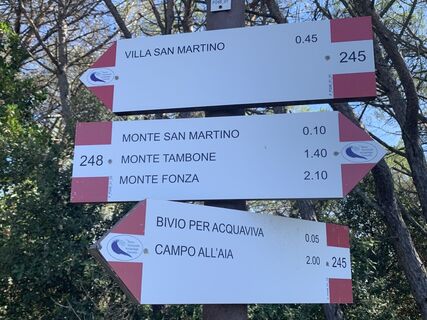 VILLA SAN MARTINO 0.45
245
MONTE SAN MARTINO 0.10
248 MONTE TAMBONE 1.40
MONTE FONZA 2.10
BIVIO PER ACQUAVIVA 0.05
CAMPO ALL'AIA 2.00 245